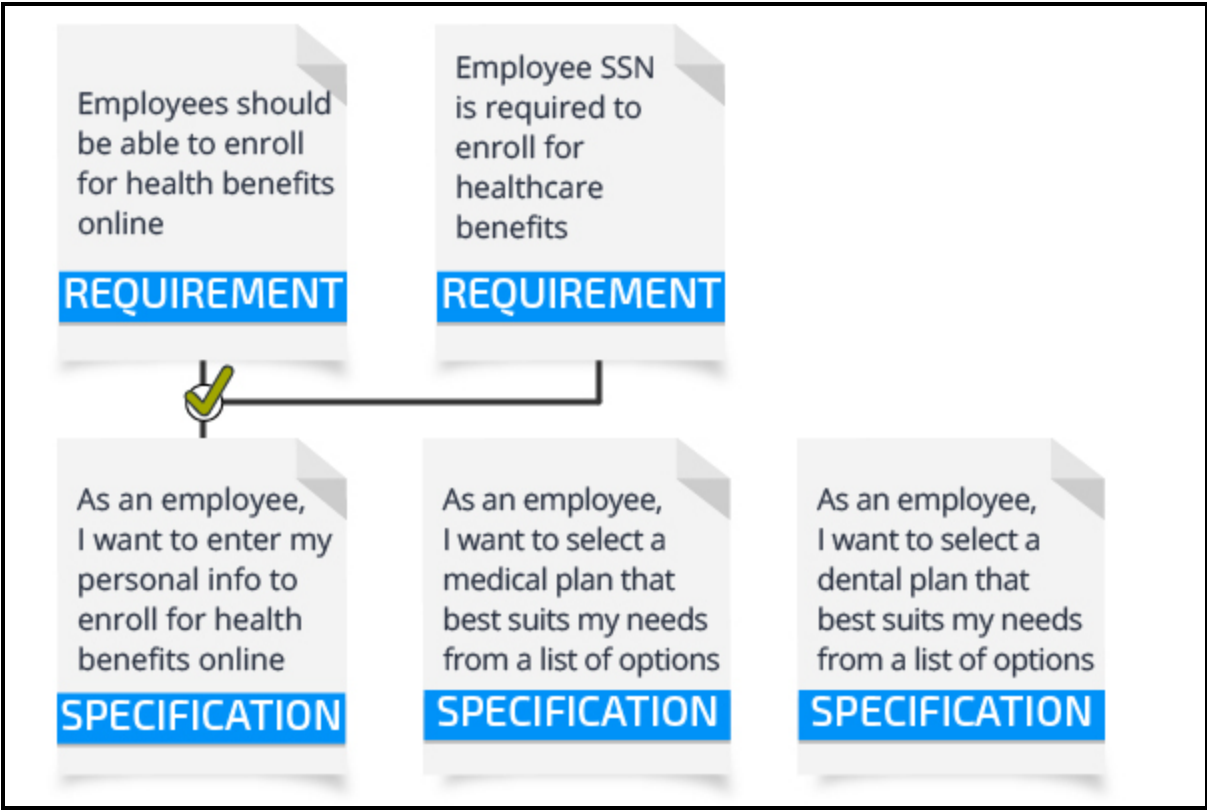 Employees should
be able to enroll
for health benefits
online
REQUIREMENT
Employee SSN
is required to
enroll for
healthcare
benefits
REQUIREMENT
As an employee,
I want to enter my
personal info to
enroll for health
benefits online
SPECIFICATION
As an employee,
I want to select a
medical plan that
best suits my needs
from a list of options
SPECIFICATION
As an employee,
I want to select a
dental plan that
best suits my needs
from a list of options
SPECIFICATION